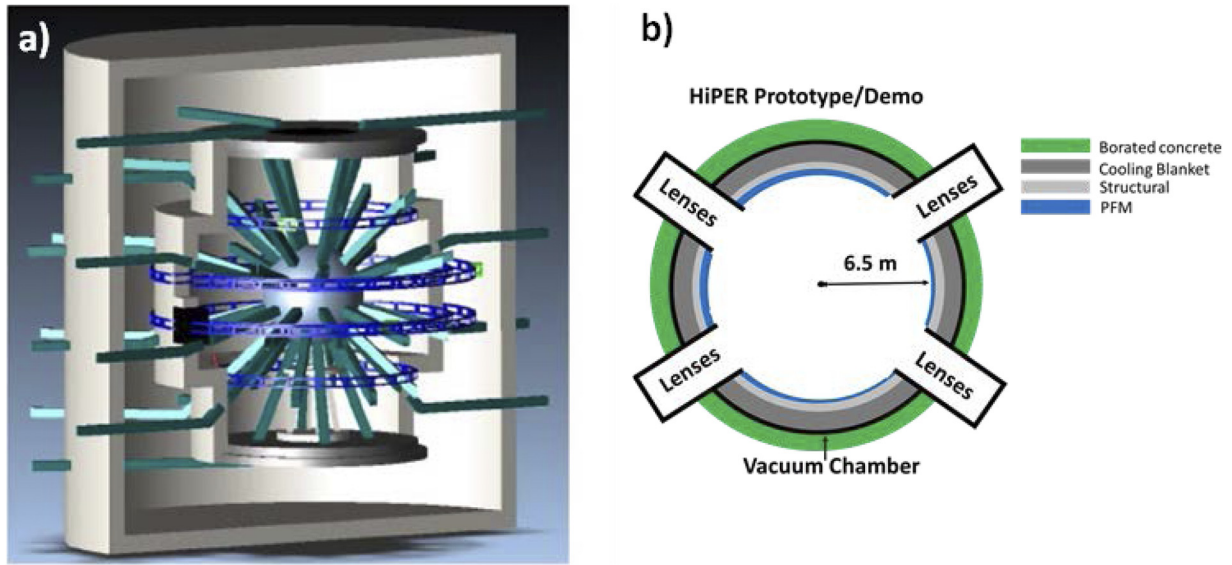 a)
b)
HiPER Prototype/Demo
Borated concrete
Cooling Blanket
Structural
PFM
Lenses
Lenses
6.5 m
Lenses
Lenses
Vacuum Chamber